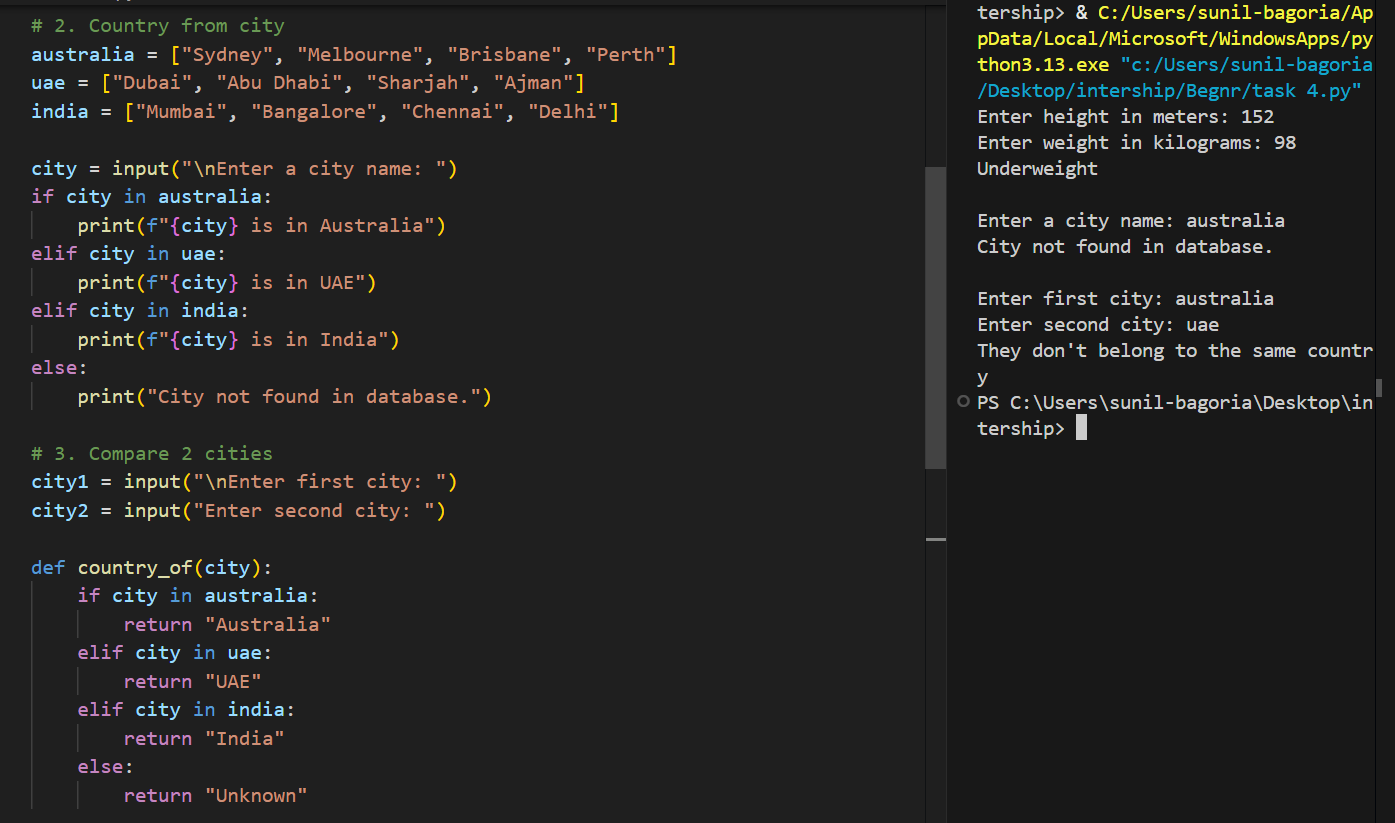 # 2. Country from city
australia = ["Sydney", "Melbourne", "Brisbane", "Perth"]
uae = ["Dubai", "Abu Dhabi", "Sharjah", "Ajman"]
india = ["Mumbai", "Bangalore", "Chennai", "Delhi"]

city = input("\nEnter a city name: ")
if city in australia:
    print(f"{city} is in Australia")
elif city in uae:
    print(f"{city} is in UAE")
elif city in india:
    print(f"{city} is in India")
else:
    print("City not found in database.")

# 3. Compare 2 cities
city1 = input("\nEnter first city: ")
city2 = input("Enter second city: ")

def country_of(city):
    if city in australia:
        return "Australia"
    elif city in uae:
        return "UAE"
    elif city in india:
        return "India"
    else:
        return "Unknown"

tership> & C:/Users/sunil-bagoria/Ap
pData/Local/Microsoft/WindowsApps/py
thon3.13.exe "c:/Users/sunil-bagoria
/Desktop/intership/Begnr/task 4.py"
Enter height in meters: 152
Enter weight in kilograms: 98
Underweight

Enter a city name: australia
City not found in database.

Enter first city: australia
Enter second city: uae
They don't belong to the same countr
y
PS C:\Users\sunil-bagoria\Desktop\in
tership>